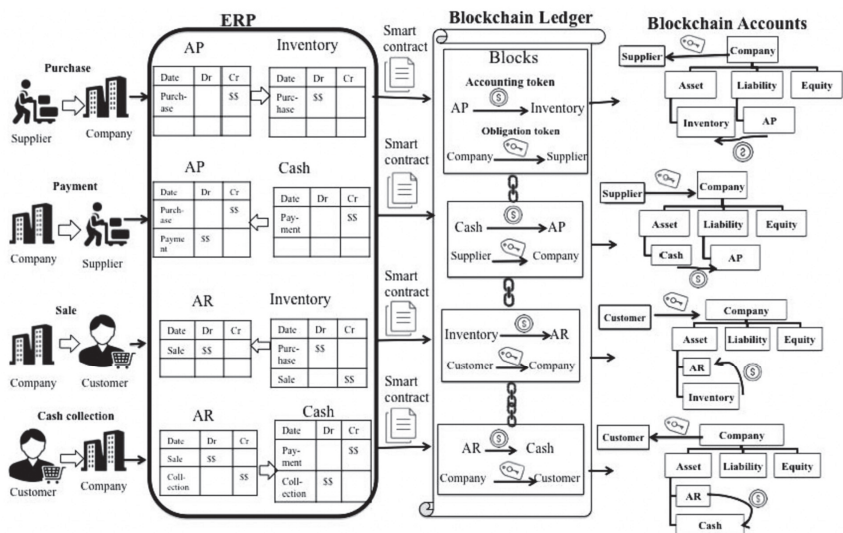 ERP
Blockchain Ledger
Blockchain Accounts
Purchase
Supplier
Company
AP
Date Dr Cr
Purch-
ase $$
Inventory
Date Dr Cr
Purc-
hase $$
Smart
contract
Blocks
Accounting token
$
AP Inventory
Obligation token
Company Supplier
Supplier
Company
Asset Liability Equity
Inventory AP
$
Payment
Company
Supplier
AP
Date Dr Cr
Purch-
ase $$
Payme
nt $$
Cash
Date Dr Cr
Pay-
ment $$
Smart
contract
$
Cash AP
Supplier Company
Supplier
Company
Asset Liability Equity
Cash AP
$
Sale
Company
Customer
AR
Date Dr Cr
Sale $$
Inventory
Date Dr Cr
Purc-
hase $$
Sale $$
Smart
contract
$
Inventory AR
Customer Company
Customer
Company
Asset Liability Equity
AR
$
Inventory
Cash collection
Customer
Company
AR
Date Dr Cr
Sale $$
Coll-
ection $$
Cash
Date Dr Cr
Pay-
ment $$
Colle-
ction $$
Smart
contract
$
AR Cash
Company Customer
Customer
Company
Asset Liability Equity
AR
$
Cash